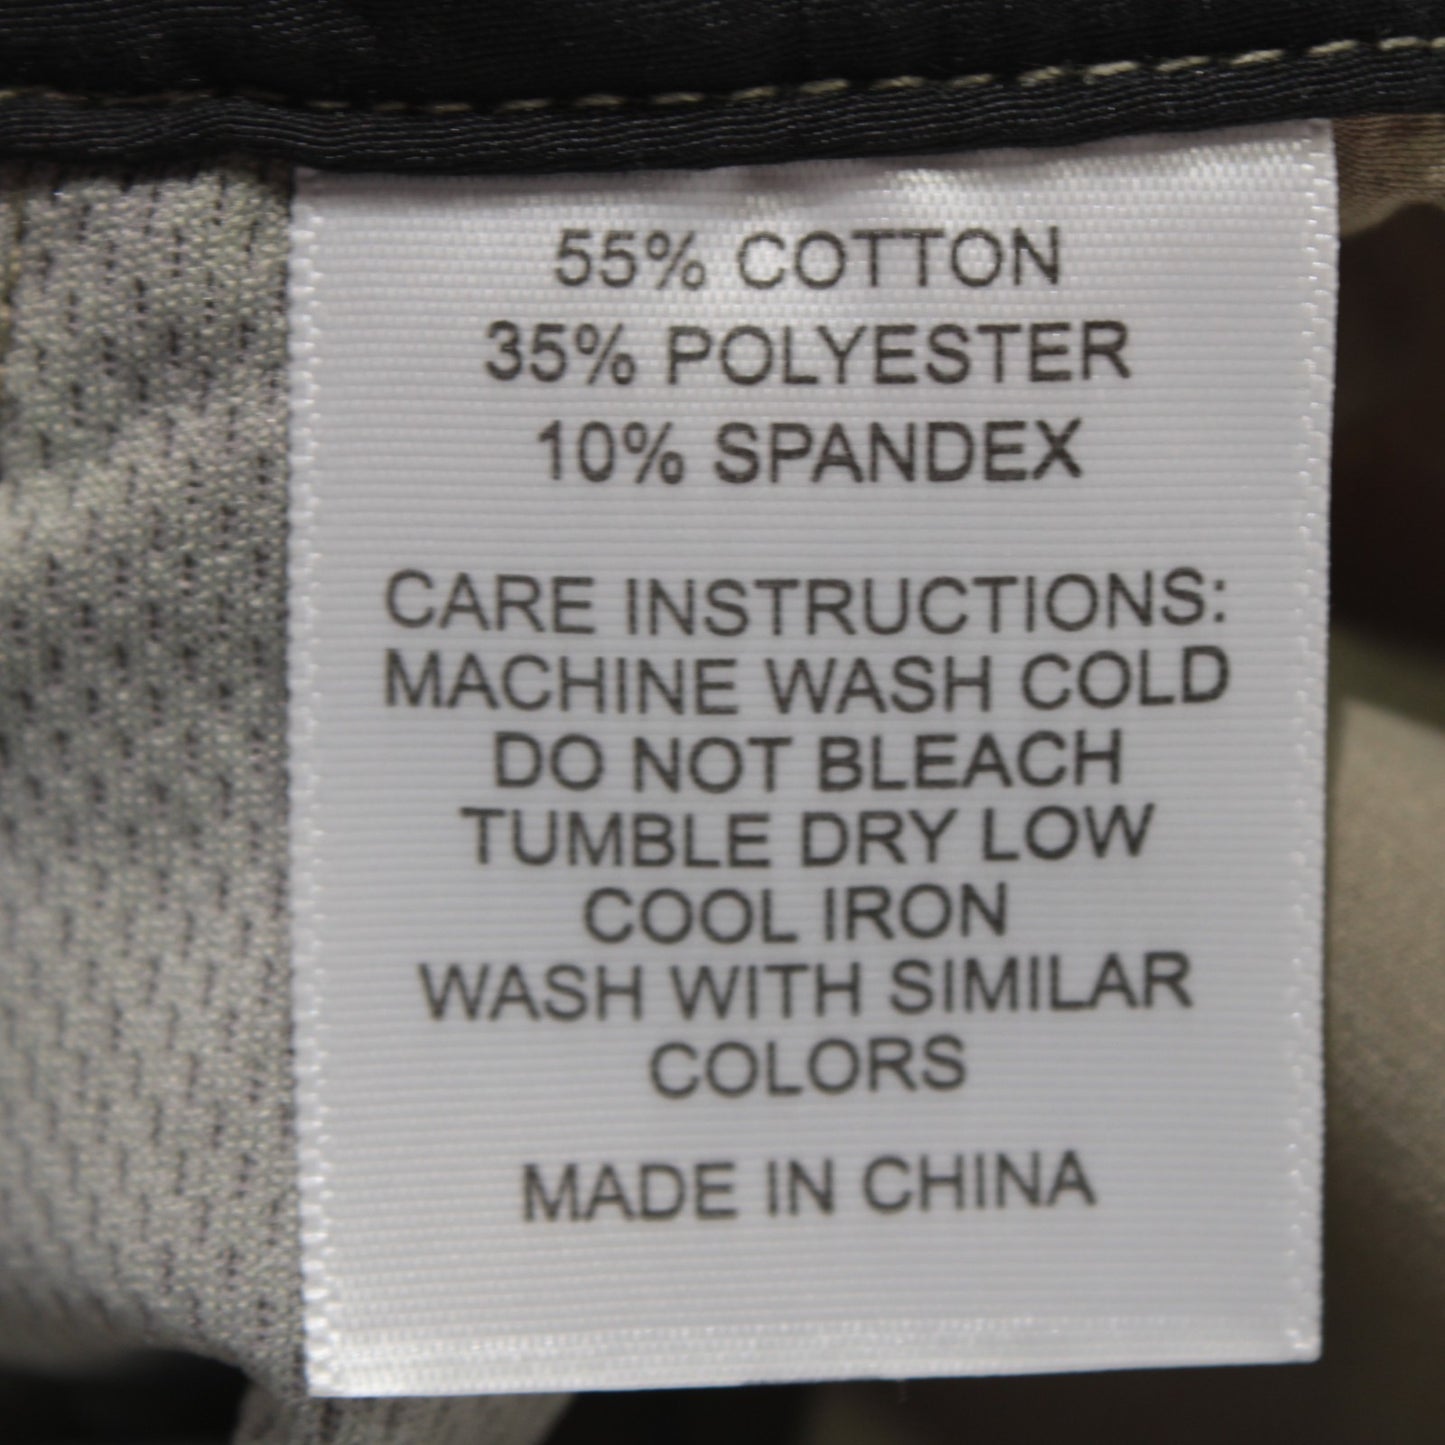 55% COTTON
35% POLYESTER
10% SPANDEX
CARE INSTRUCTIONS:
MACHINE WASH COLD
DO NOT BLEACH
TUMBLE DRY LOW
COOL IRON
WASH WITH SIMILAR
COLORS
MADE IN CHINA